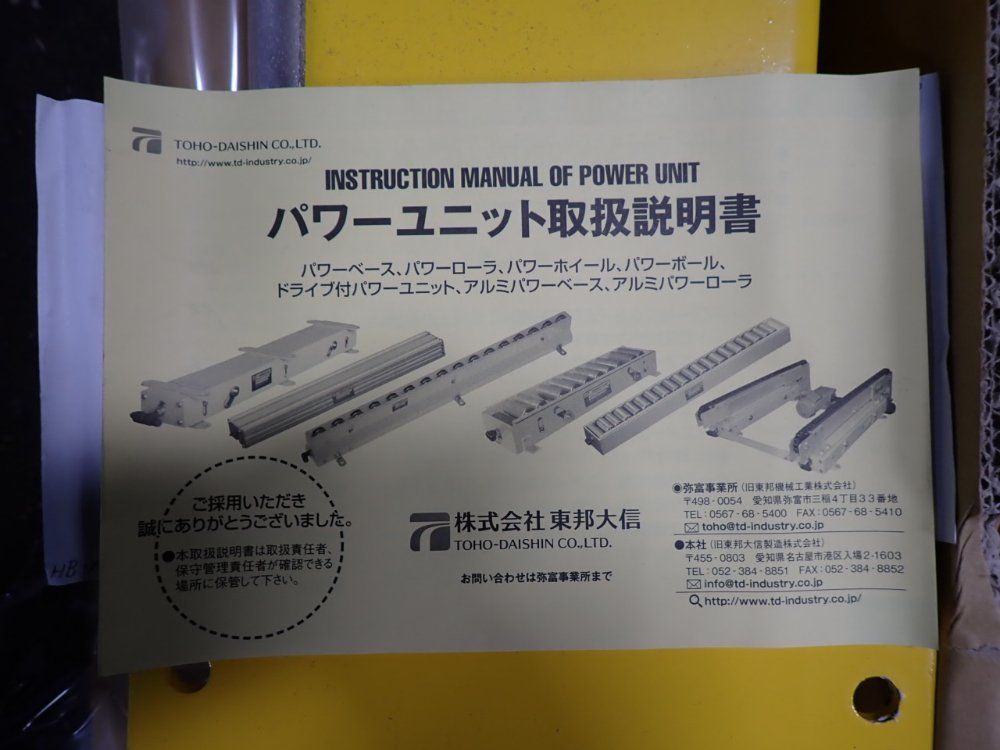 TOHO-DAISHIN CO.,LTD.
http://www.td-industry.co.jp/
INSTRUCTION MANUAL OF POWER UNIT
パワーユニット取扱説明書
パワーベース、パワーローラ、パワーホイール、パワーボール、
ドライブ付パワーユニット、アルミパワーベース、アルミパワーローラ
ご採用いただき
誠にありがとうございました。
●本取扱説明書は取扱責任者、
保守管理責任者が確認できる
場所に保管して下さい。
株式会社 東邦大信
TOHO-DAISHIN CO.,LTD.
お問い合わせは弥富事業所まで
●弥富事業所(旧東邦機械工業株式会社)
〒498-0054 愛知県弥富市三稲4丁目33番地
TEL:0567-68-5400 FAX:0567-68-5410
toho@td-industry.co.jp
●本社(旧東邦大信製造株式会社)
〒455-0803 愛知県名古屋市港区入場2-1603
TEL:052-384-8851 FAX:052-384-8852
info@td-industry.co.jp
http://www.td-industry.co.jp/
HB